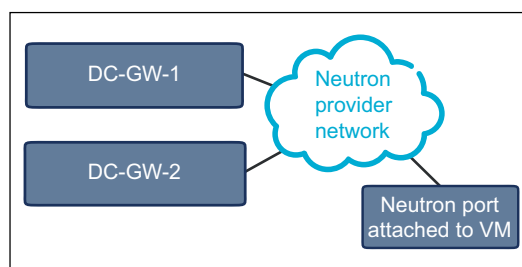 DC-GW-1
Neutron
provider
network
DC-GW-2
Neutron port
attached to VM